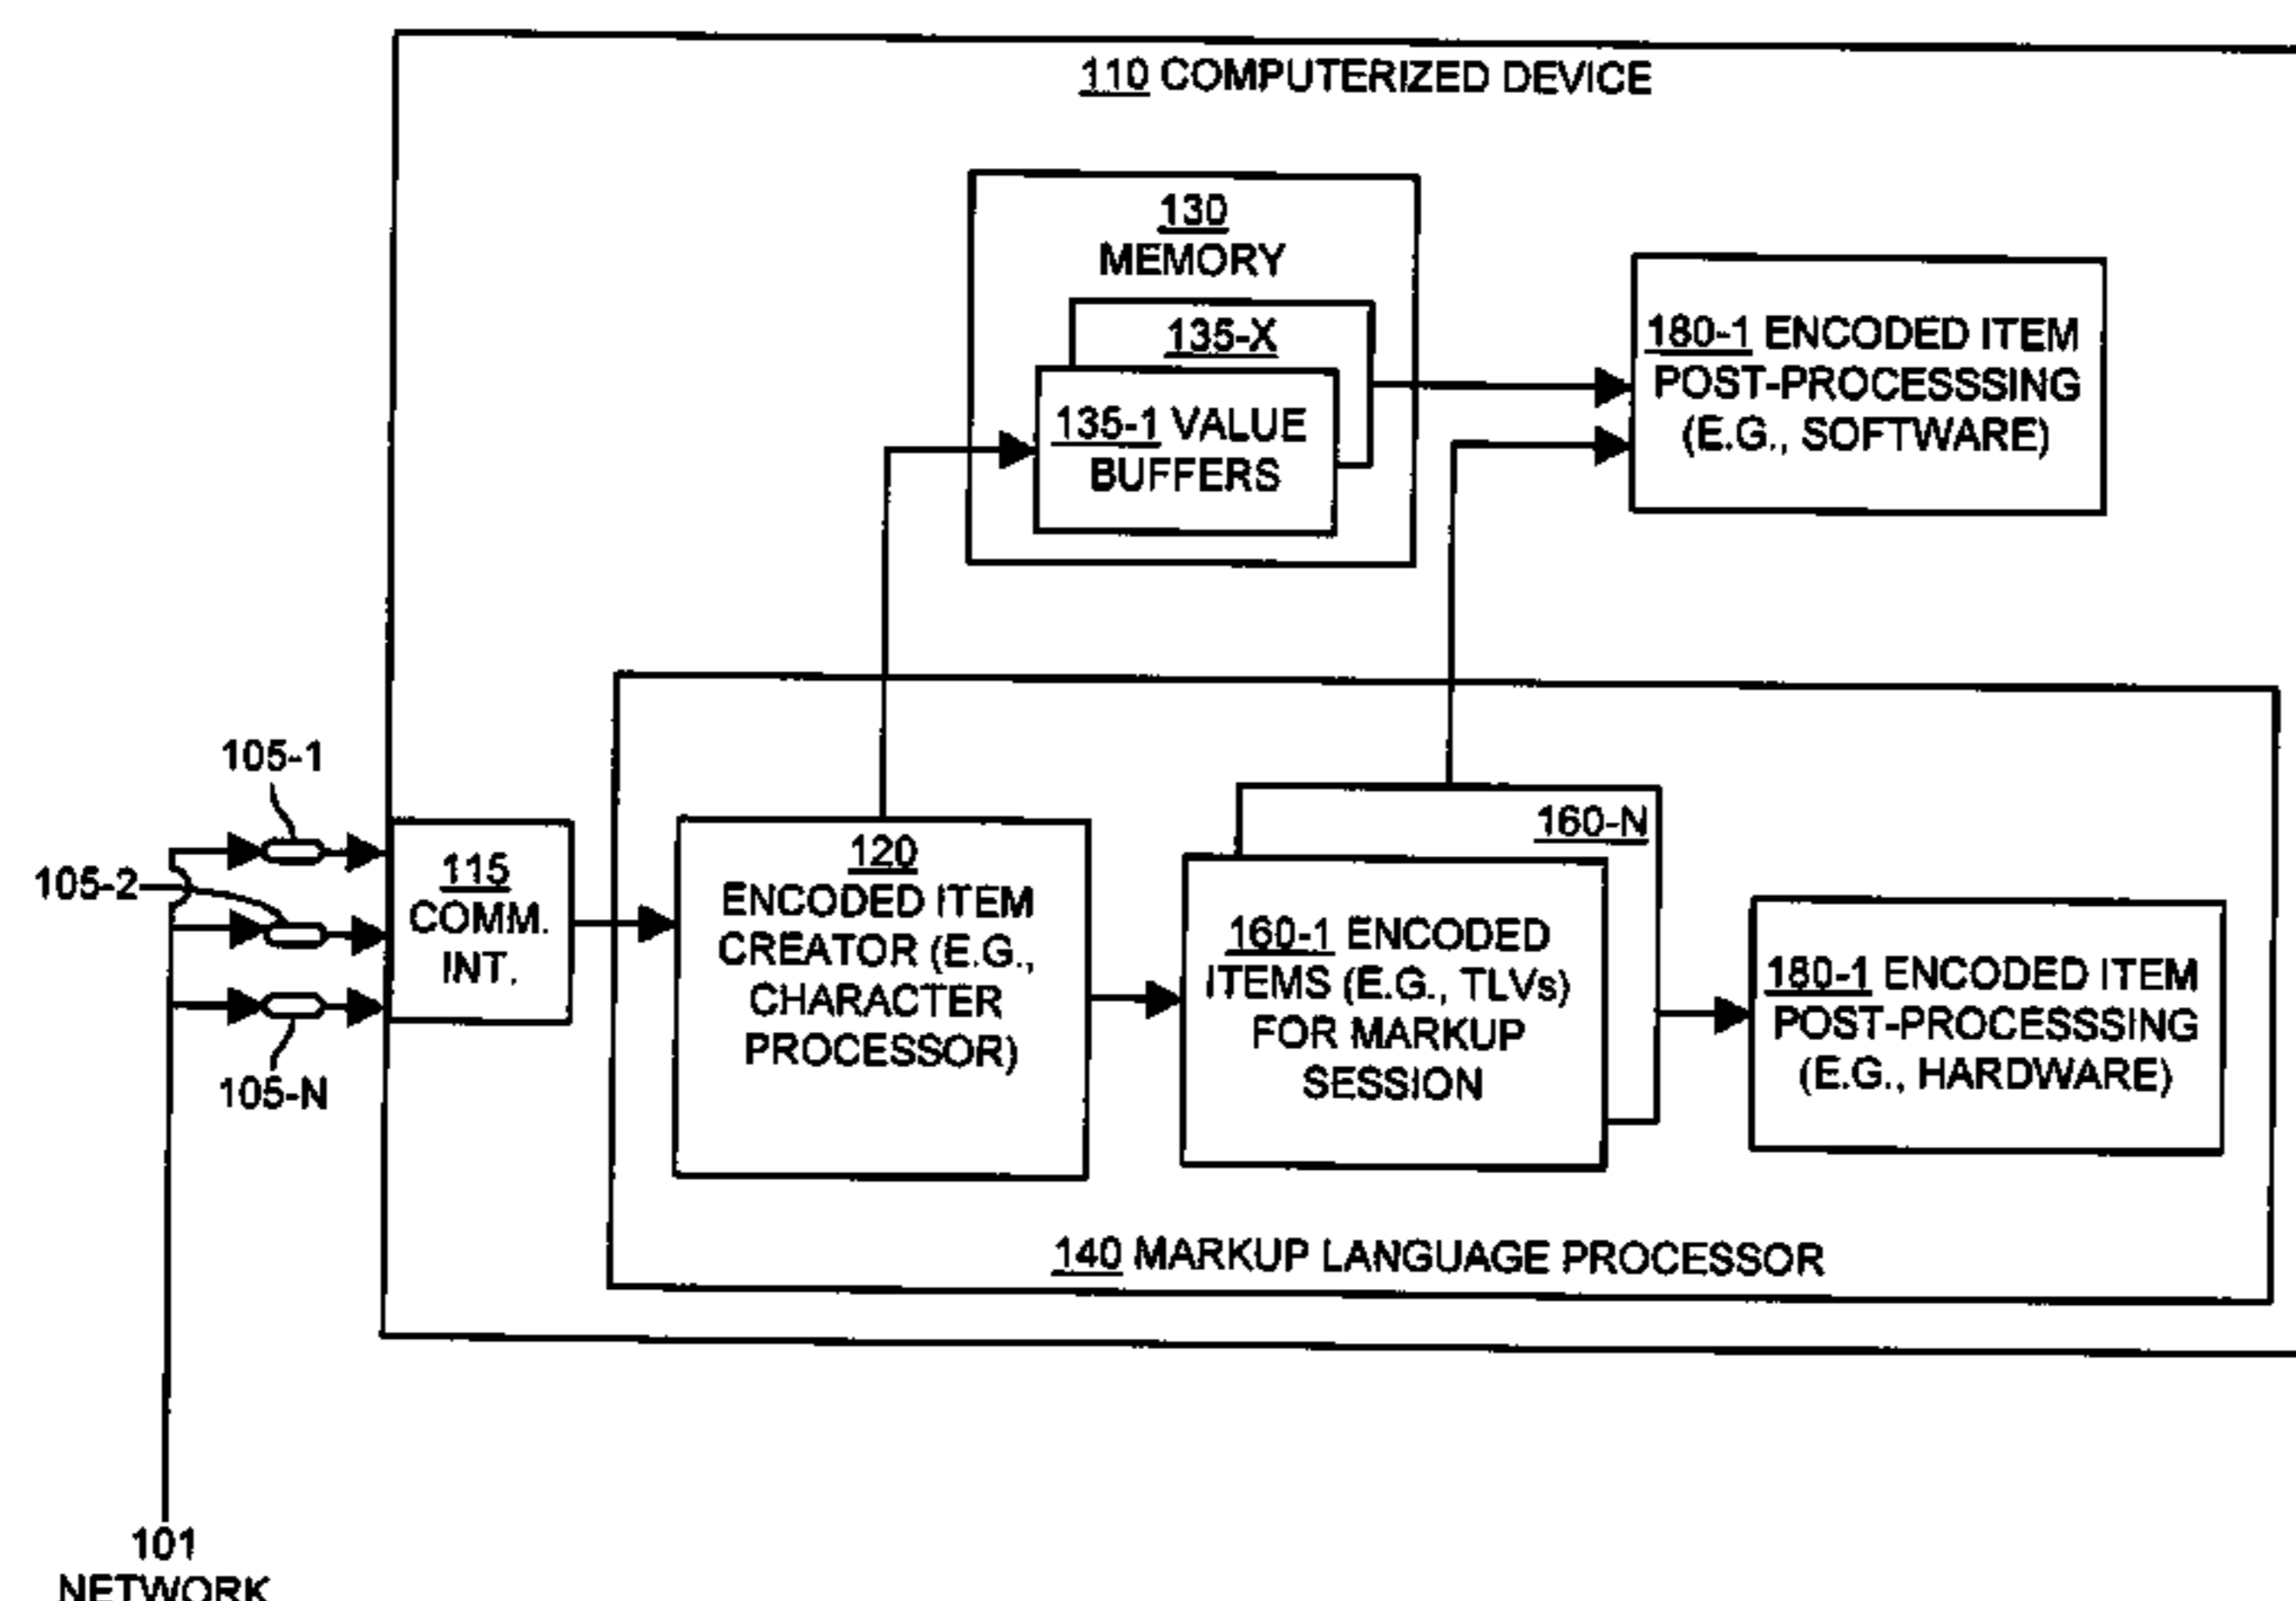 110 COMPUTERIZED DEVICE
130
MEMORY
135-X
135-1 VALUE
BUFFERS
180-1 ENCODED ITEM
POST-PROCESSSING
(E.G., SOFTWARE)
105-1
105-2
105-N
115
COMM.
INT.
120
ENCODED ITEM
CREATOR (E.G.,
CHARACTER
PROCESSOR)
160-N
160-1 ENCODED
ITEMS (E.G., TLVs)
FOR MARKUP
SESSION
180-1 ENCODED ITEM
POST-PROCESSSING
(E.G., HARDWARE)
140 MARKUP LANGUAGE PROCESSOR
101
NETWORK